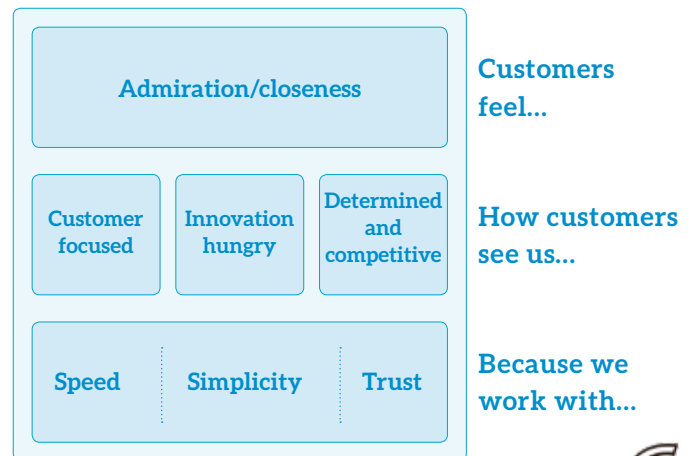 Admiration/closeness
Customers
feel...
Customer
focused
Innovation
hungry
Determined
and
competitive
How customers
see us...
Speed
Simplicity
Trust
Because we
work with...